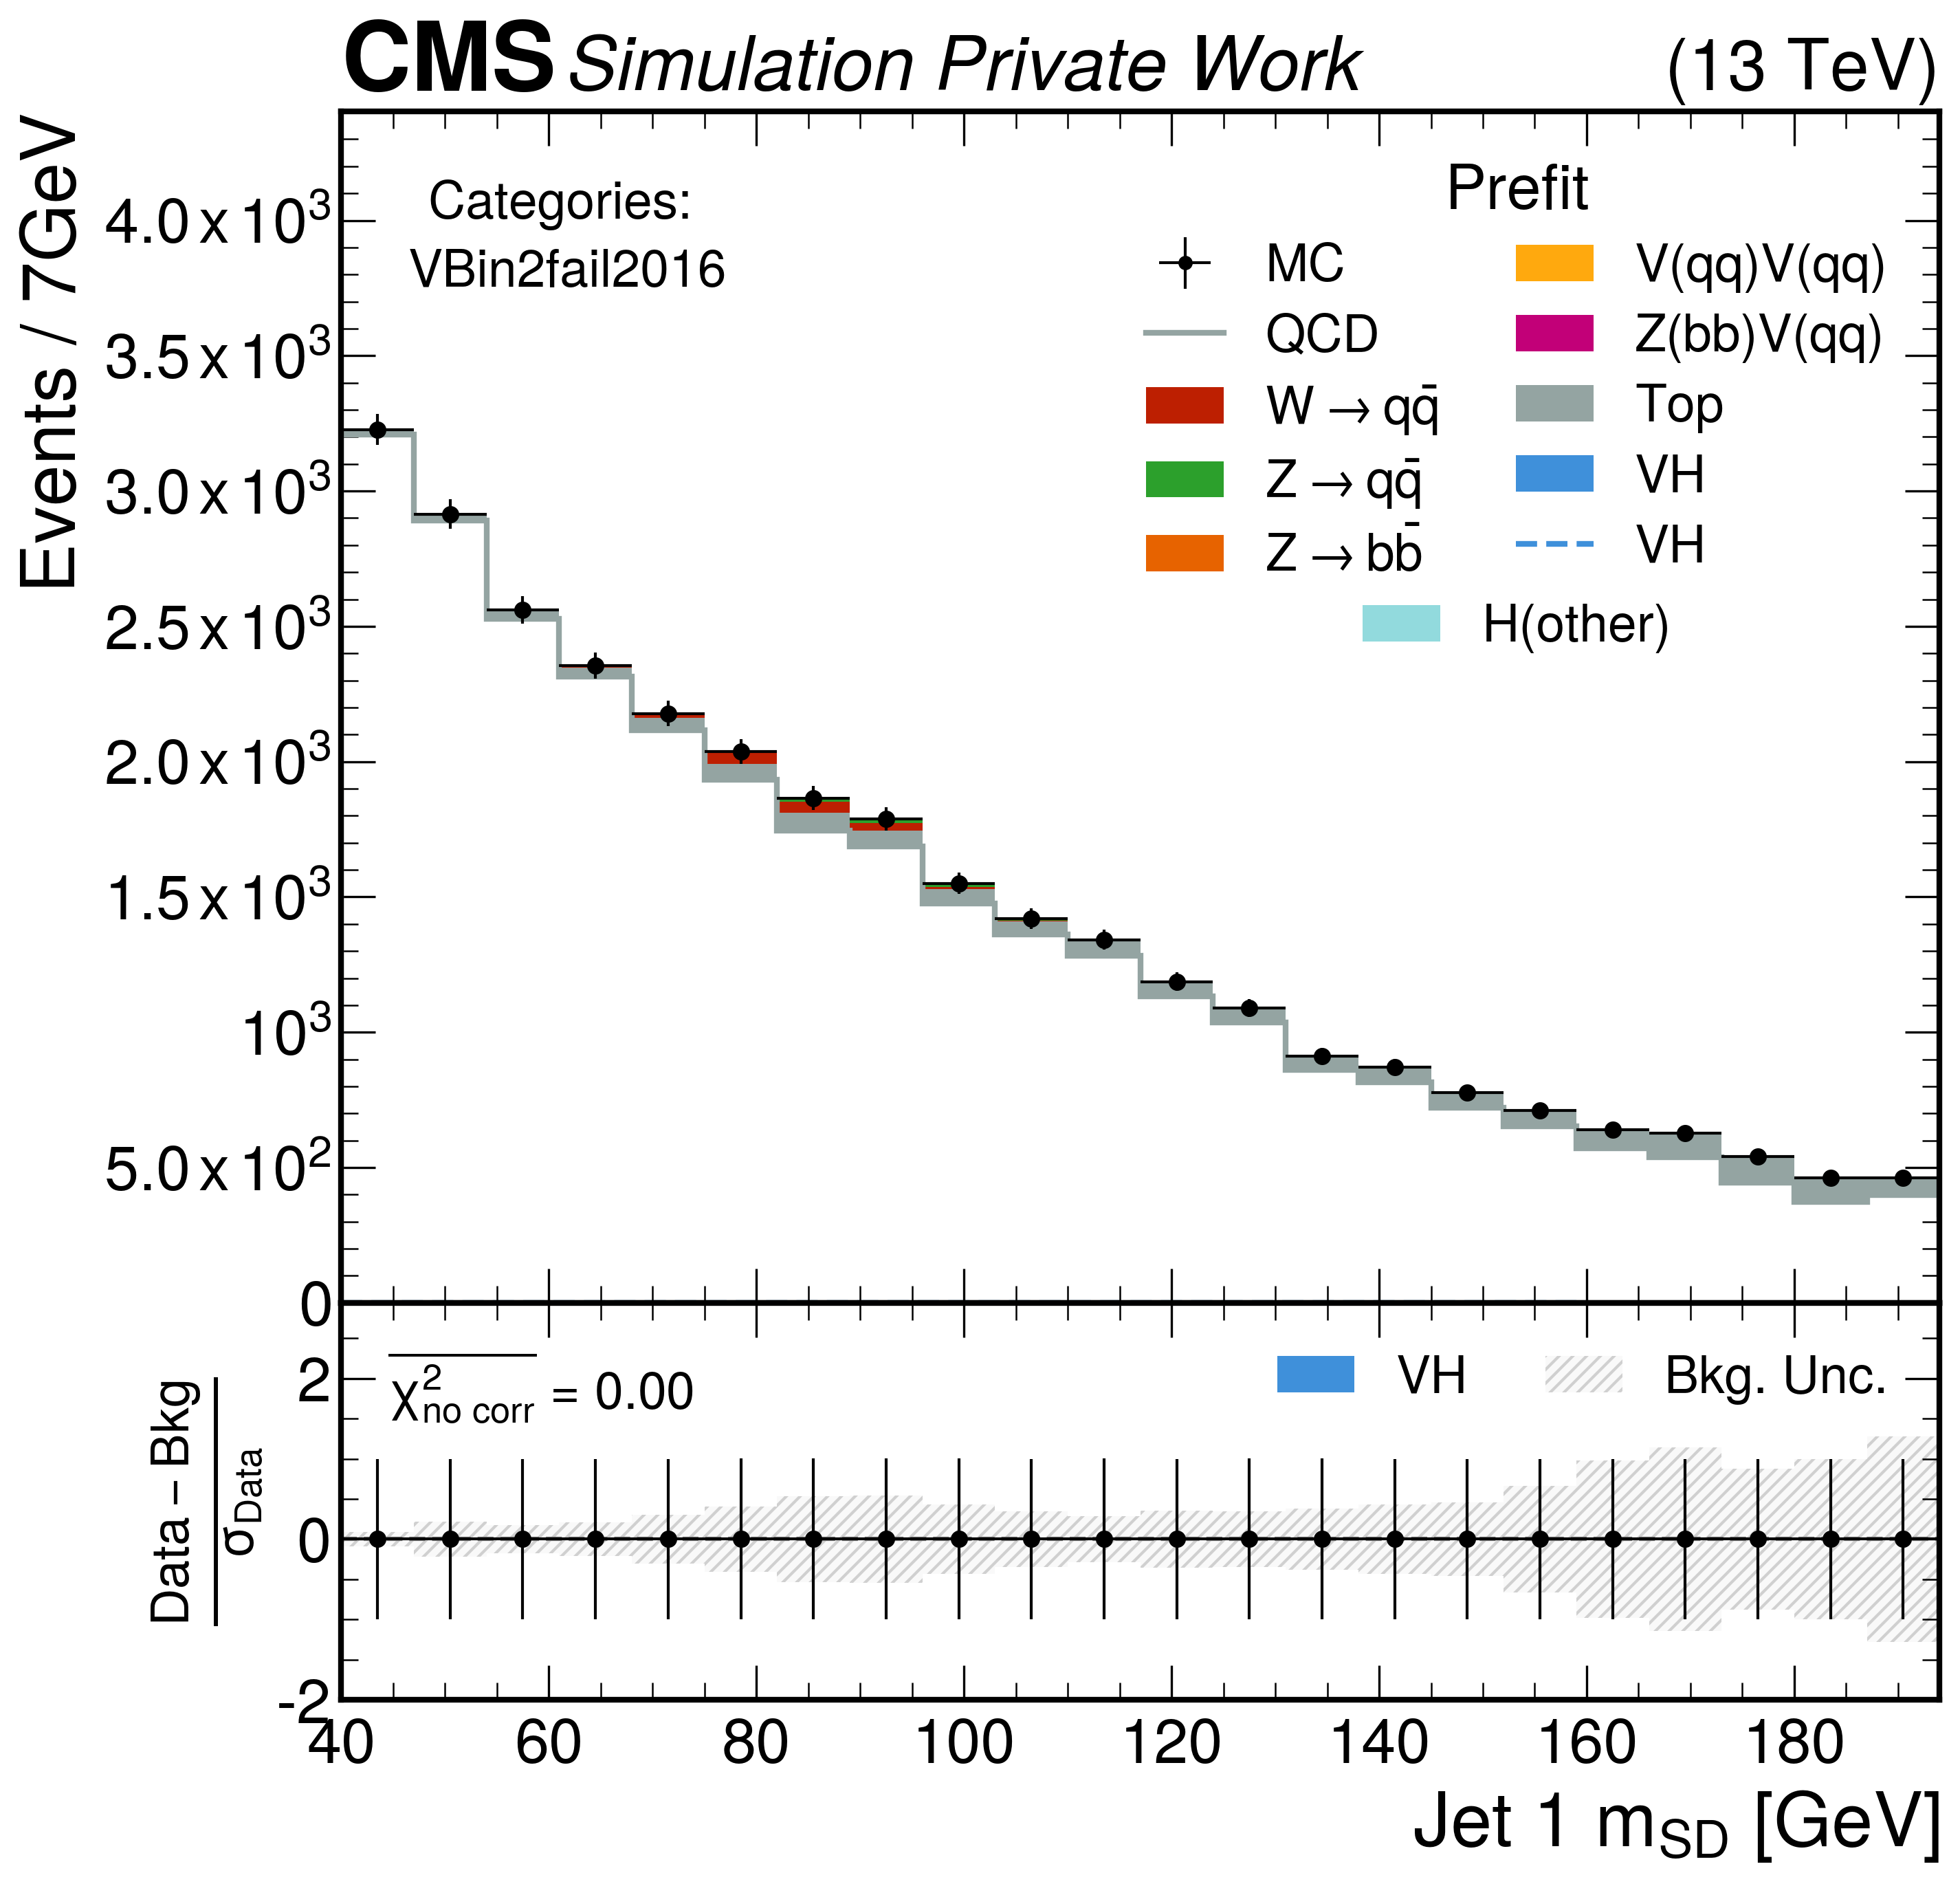 CMS Simulation Private Work (13 TeV)
Events / 7GeV
4.0 x 10³
3.5 x 10³
3.0 x 10³
2.5 x 10³
2.0 x 10³
1.5 x 10³
10³
5.0 x 10²
0
Categories:
VBin2fail2016
Prefit
MC
QCD
W → qq̄
Z → qq̄
Z → bb̄
V(qq)V(qq)
Z(bb)V(qq)
Top
VH
VH
H(other)
Data – Bkg
σData
2
0
-2
χ²no corr = 0.00
VH
Bkg. Unc.
40 60 80 100 120 140 160 180
Jet 1 mSD [GeV]